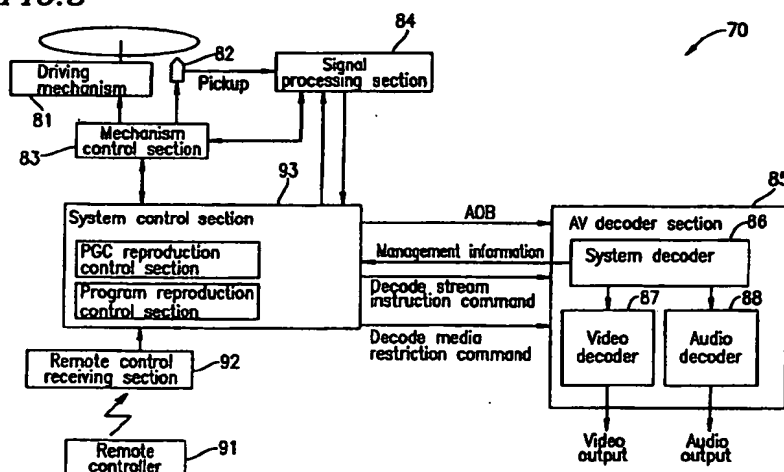 84
70
82
Driving
mechanism
Pickup
Signal
processing section
81
Mechanism
control section
83
93
85
System control section
AOB
AV decoder section
86
PGC reproduction
control section
Management information
System decoder
Program reproduction
control section
Decode stream
instruction command
87
88
Decode media
restriction command
Video
decoder
Audio
decoder
Remote control
receiving section
92
Video
output
Audio
output
Remote
controller
91